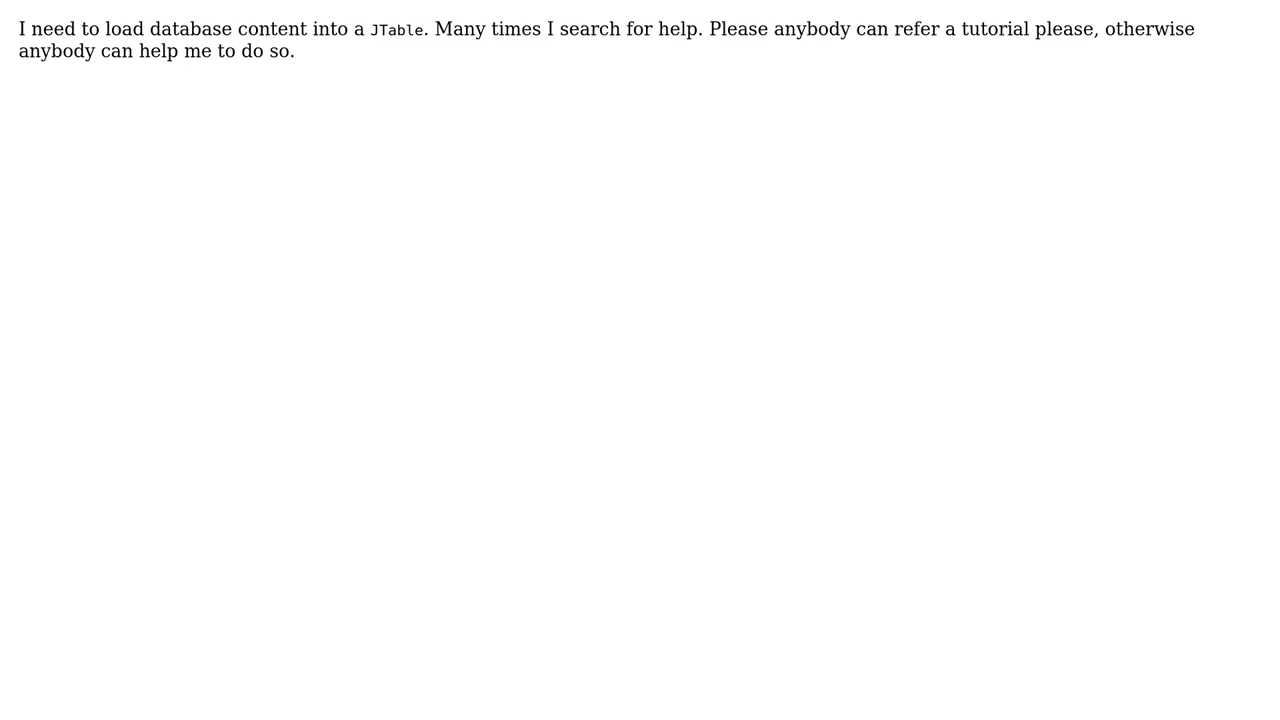 I need to load database content into a JTable. Many times I search for help. Please anybody can refer a tutorial please, otherwise
anybody can help me to do so.